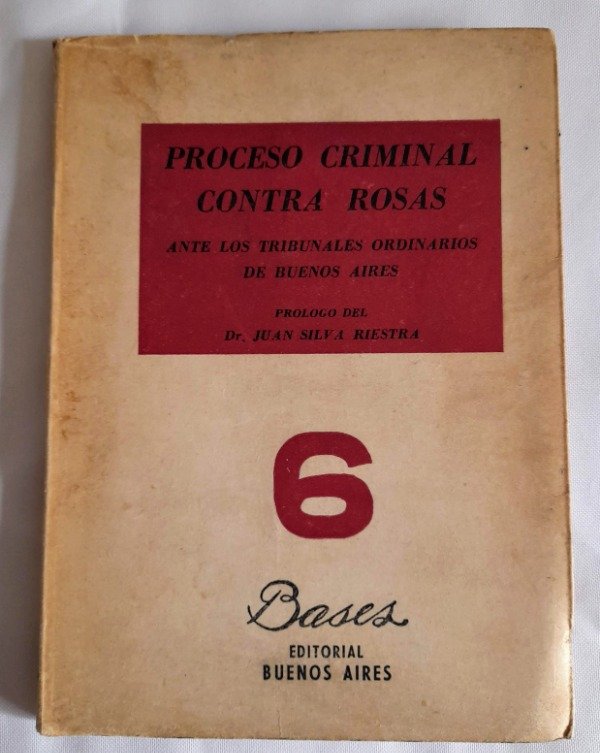 PROCESO CRIMINAL
CONTRA ROSAS
ANTE LOS TRIBUNALES ORDINARIOS
DE BUENOS AIRES
PROLOGO DEL
Dr. JUAN SILVA RIESTRA
6
Bases
EDITORIAL
BUENOS AIRES